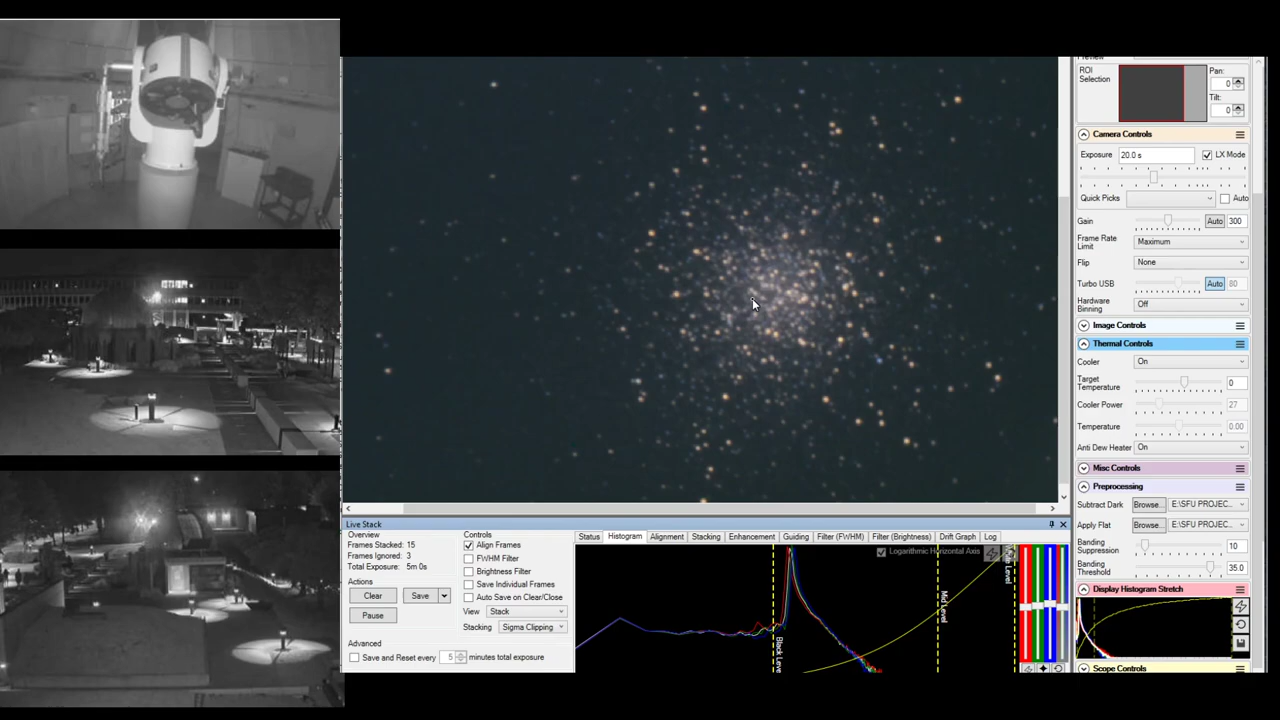 ROI
Selection
Pan:
0
Tilt:
0
Camera Controls
Exposure 20.0 s LX Mode
Quick Picks Auto
Gain Auto 300
Frame Rate
Limit
Maximum
Flip None
Turbo USB Auto 80
Hardware
Binning
Off
Image Controls
Thermal Controls
Cooler On
Target
Temperature
0
Cooler Power 27
Temperature 0.00
Anti Dew Heater On
Misc Controls
Preprocessing
Subtract Dark Browse... E:\SFU PROJEC...
Apply Flat Browse... E:\SFU PROJEC...
Banding
Suppression
10
Banding
Threshold
35.0
Display Histogram Stretch
Scope Controls
Live Stack
Overview
Frames Stacked: 15
Frames Ignored: 3
Total Exposure: 5m 0s
Actions
Clear Save
Pause
Advanced
Save and Reset every 5 minutes total exposure
Controls
Align Frames
FWHM Filter
Brightness Filter
Save Individual Frames
Auto Save on Clear/Close
View Stack
Stacking Sigma Clipping
Status Histogram Alignment Stacking Enhancement Guiding Filter (FWHM) Filter (Brightness) Drift Graph Log
Logarithmic Horizontal Axis
Black Leve
Mid Level
Level